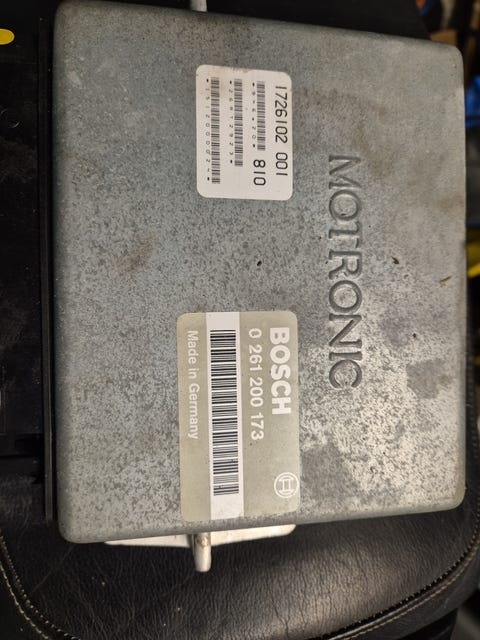 1726102 001
810
MOTRONIC
BOSCH
0 261 200 173
Made in Germany